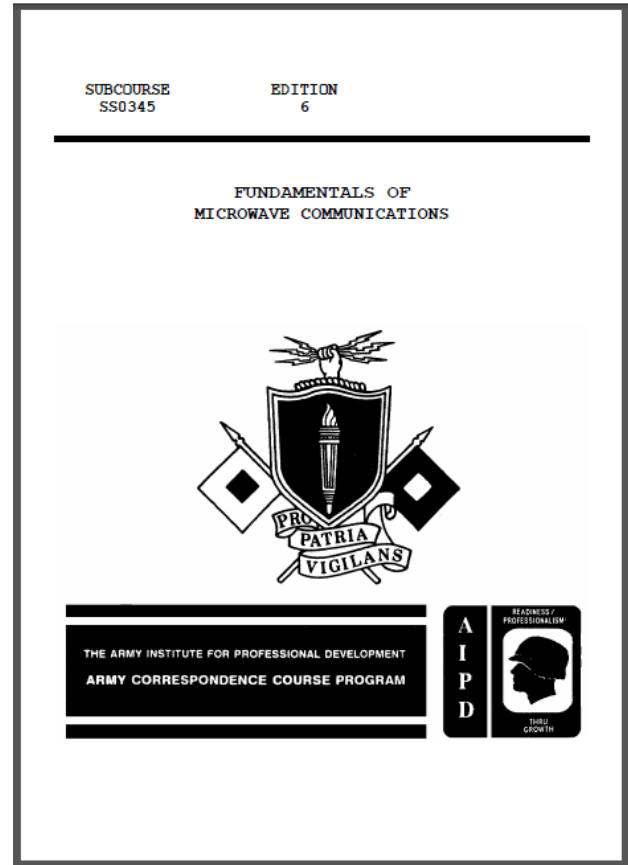 SUBCOURSE EDITION
SS0345 6
FUNDAMENTALS OF
MICROWAVE COMMUNICATIONS
PRO
PATRIA
VIGILANS
THE ARMY INSTITUTE FOR PROFESSIONAL DEVELOPMENT
ARMY CORRESPONDENCE COURSE PROGRAM
A
I
P
D
READINESS/
PROFESSIONALISM
THRU
GROWTH